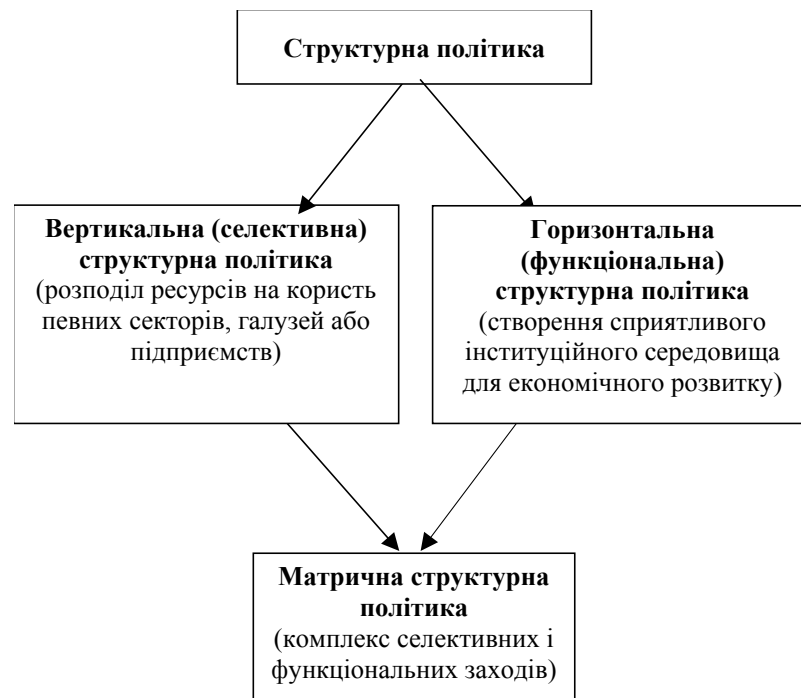 Структурна політика
Вертикальна (селективна)
структурна політика
(розподіл ресурсів на користь
певних секторів, галузей або
підприємств)
Горизонтальна
(функціональна)
структурна політика
(створення сприятливого
інституційного середовища
для економічного розвитку)
Матрична структурна
політика
(комплекс селективних і
функціональних заходів)